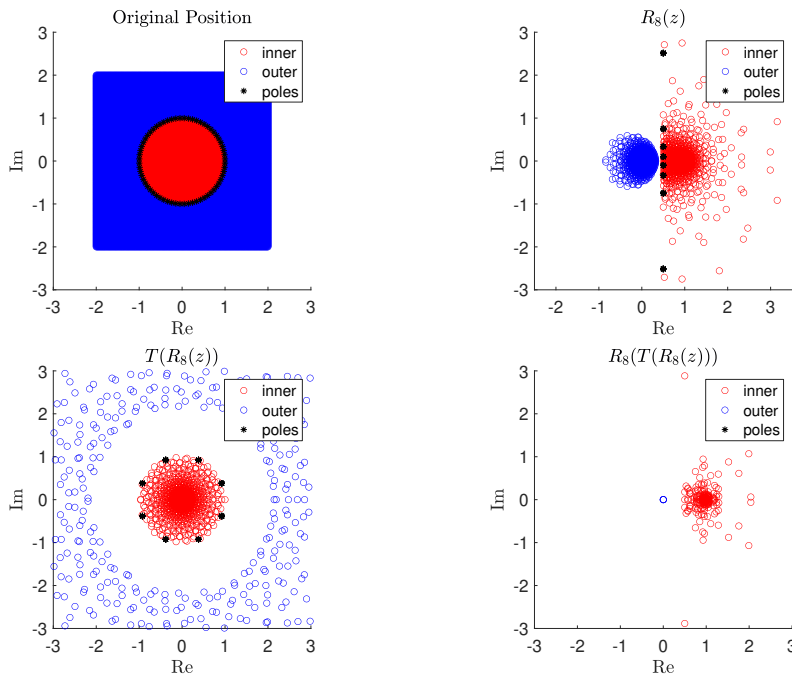 Original Position
3
2
1
0
-1
-2
-3
Im
-3 -2 -1 0 1 2 3
Re
inner
outer
poles
R₈(z)
3
2
1
0
-1
-2
-3
Im
-2 -1 0 1 2 3
Re
inner
outer
poles
T(R₈(z))
3
2
1
0
-1
-2
-3
Im
-3 -2 -1 0 1 2 3
Re
inner
outer
poles
R₈(T(R₈(z)))
3
2
1
0
-1
-2
-3
Im
-3 -2 -1 0 1 2 3
Re
inner
outer
poles